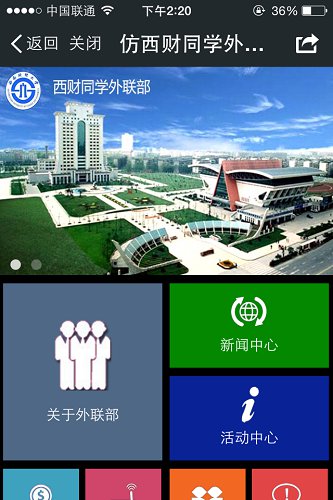 中国联通 下午2:20 36%
返回 关闭 仿西财同学外...
西财同学外联部
关于外联部
新闻中心
活动中心